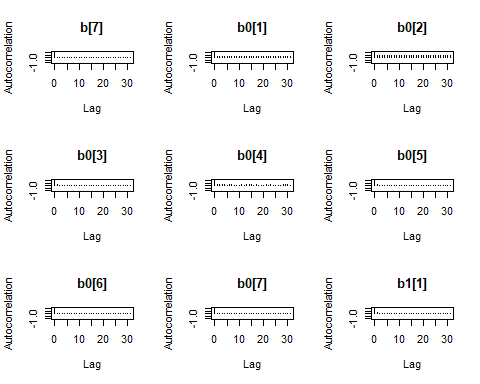 b[7] b0[1] b0[2]
Autocorrelation Autocorrelation Autocorrelation
-1.0 -1.0 -1.0
0 10 20 30 0 10 20 30 0 10 20 30
Lag Lag Lag
b0[3] b0[4] b0[5]
Autocorrelation Autocorrelation Autocorrelation
-1.0 -1.0 -1.0
0 10 20 30 0 10 20 30 0 10 20 30
Lag Lag Lag
b0[6] b0[7] b1[1]
Autocorrelation Autocorrelation Autocorrelation
-1.0 -1.0 -1.0
0 10 20 30 0 10 20 30 0 10 20 30
Lag Lag Lag